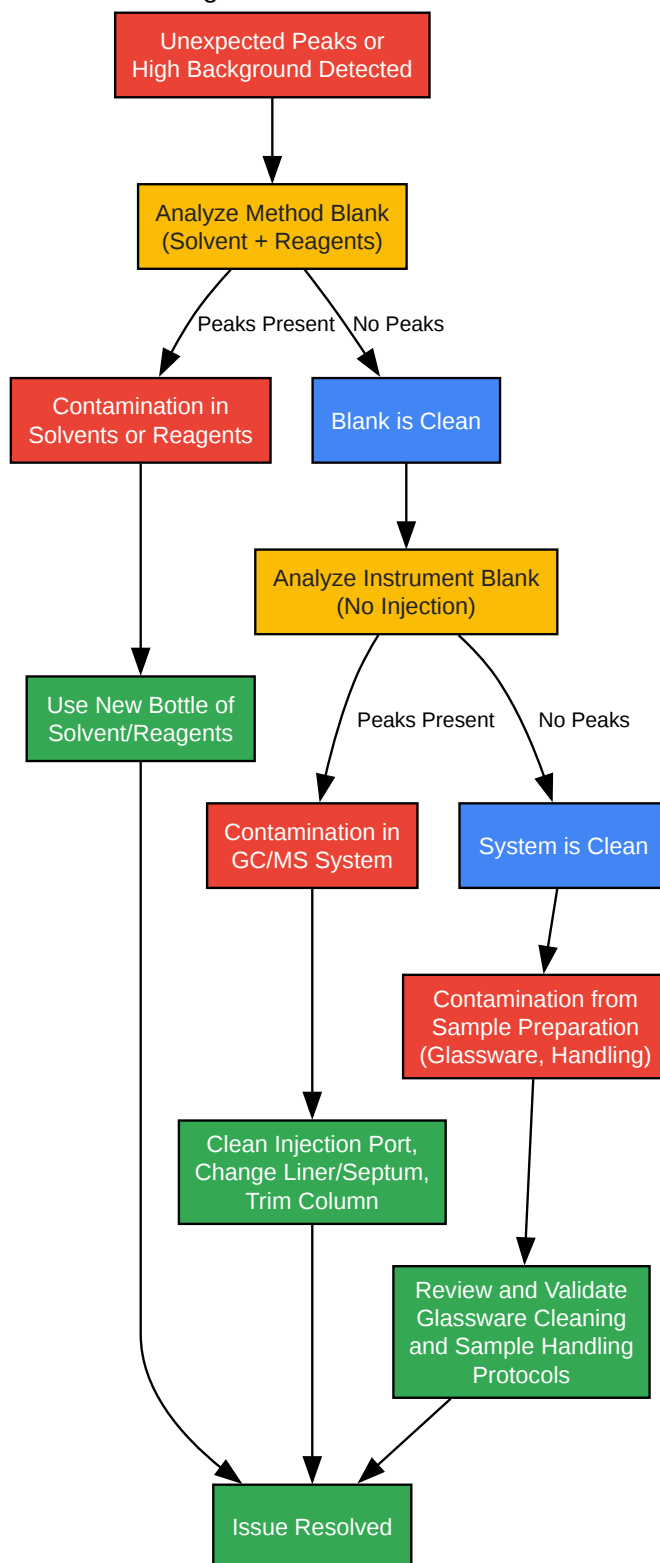 Unexpected Peaks or
High Background Detected
Analyze Method Blank
(Solvent + Reagents)
Peaks Present
No Peaks
Contamination in
Solvents or Reagents
Blank is Clean
Analyze Instrument Blank
(No Injection)
Use New Bottle of
Solvent/Reagents
Peaks Present
No Peaks
Contamination in
GC/MS System
System is Clean
Contamination from
Sample Preparation
(Glassware, Handling)
Clean Injection Port,
Change Liner/Septum,
Trim Column
Review and Validate
Glassware Cleaning
and Sample Handling
Protocols
Issue Resolved